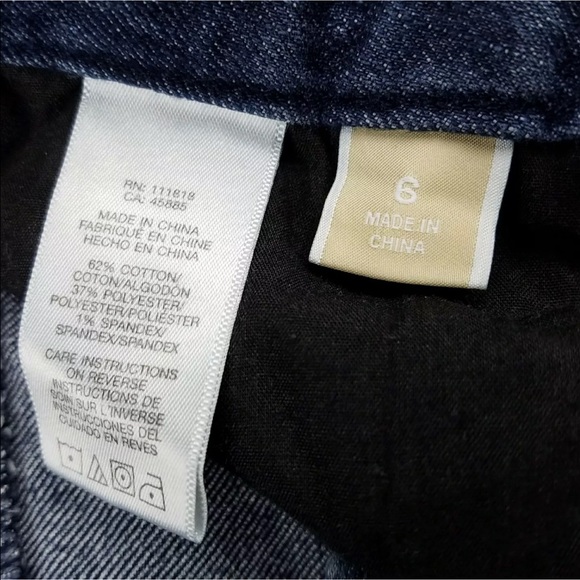 RN: 111818
CA: 45885
MADE IN CHINA
FABRIQUÉ EN CHINE
HECHO EN CHINA
62% COTTON/
COTON/ALGODÓN
37% POLYESTER/
POLYESTER/POLIÉSTER
1% SPANDEX/
SPANDEX/SPANDEX
CARE INSTRUCTIONS
ON REVERSE
INSTRUCTIONS DE
SOIN SUR L'INVERSE
INSTRUCCIONES DEL
CUIDADO EN REVÉS
6
MADE IN
CHINA